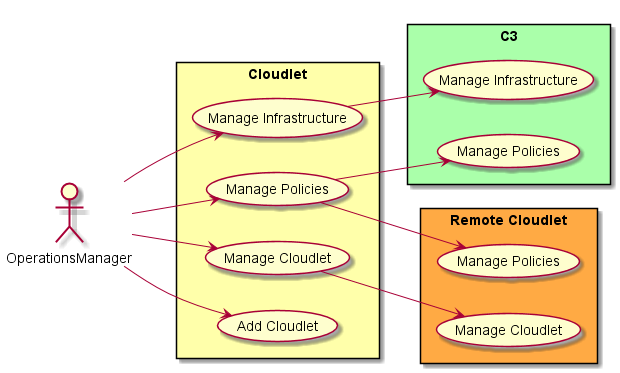 OperationsManager
Cloudlet
Manage Infrastructure
Manage Policies
Manage Cloudlet
Add Cloudlet
C3
Manage Infrastructure
Manage Policies
Remote Cloudlet
Manage Policies
Manage Cloudlet